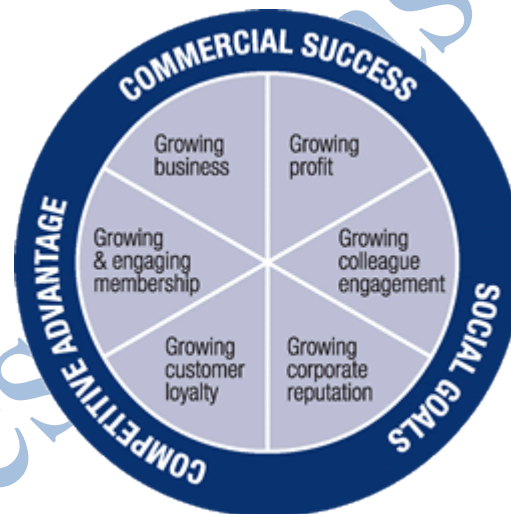 COMMERCIAL SUCCESS
Growing
business
Growing
profit
Growing
& engaging
membership
Growing
colleague
engagement
Growing
customer
loyalty
Growing
corporate
reputation
COMPETITIVE ADVANTAGE
SOCIAL GOALS